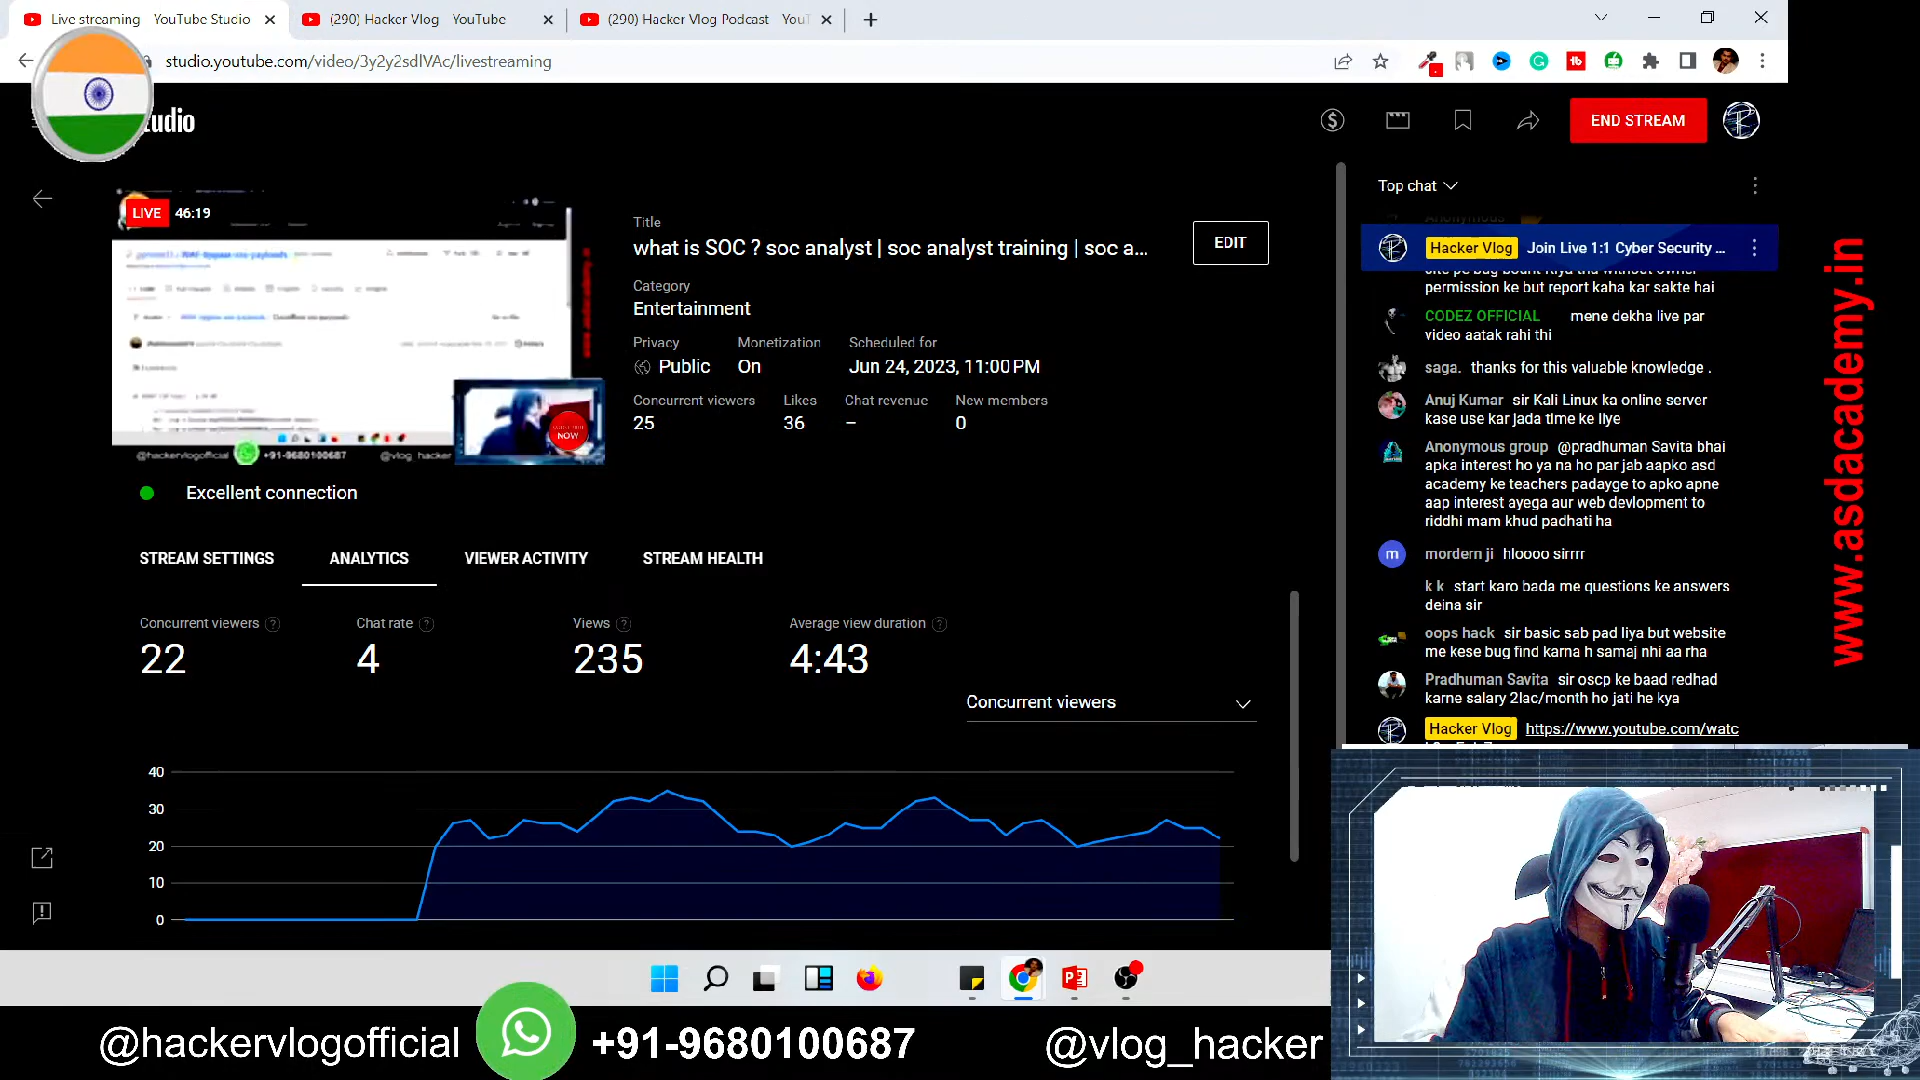 Live streaming - YouTube Studio
(290) Hacker Vlog - YouTube
(290) Hacker Vlog Podcast - YouT
studio.youtube.com/video/3y2y2sdlVAc/livestreaming
END STREAM
LIVE 46:19
NOW
@hackervlogofficial +91-9680100687 @vlog_hacker
Excellent connection
Title
what is SOC ? soc analyst | soc analyst training | soc a...
EDIT
Category
Entertainment
Privacy Monetization Scheduled for
Public On Jun 24, 2023, 11:00 PM
Concurrent viewers Likes Chat revenue New members
25 36 – 0
STREAM SETTINGS ANALYTICS VIEWER ACTIVITY STREAM HEALTH
Concurrent viewers Chat rate Views Average view duration
22 4 235 4:43
Concurrent viewers
40
30
20
10
0
Top chat
Anonymous
Hacker Vlog Join Live 1:1 Cyber Security ...
permission ke but report kaha kar sakte hai
CODEZ OFFICIAL mene dekha live par
video aatak rahi thi
saga. thanks for this valuable knowledge .
Anuj Kumar sir Kali Linux ka online server
kase use kar jada time ke liye
Anonymous group @pradhuman Savita bhai
apka interest ho ya na ho par jab aapko asd
academy ke teachers padayge to apko apne
aap interest ayega aur web devlopment to
riddhi mam khud padhati ha
m mordern ji hloooo sirrrr
k k start karo bada me questions ke answers
deina sir
oops hack sir basic sab pad liya but website
me kese bug find karna h samaj nhi aa rha
Pradhuman Savita sir oscp ke baad redhad
karne salary 2lac/month ho jati he kya
Hacker Vlog https://www.youtube.com/watc
www.asdacademy.in
@hackervlogofficial +91-9680100687 @vlog_hacker